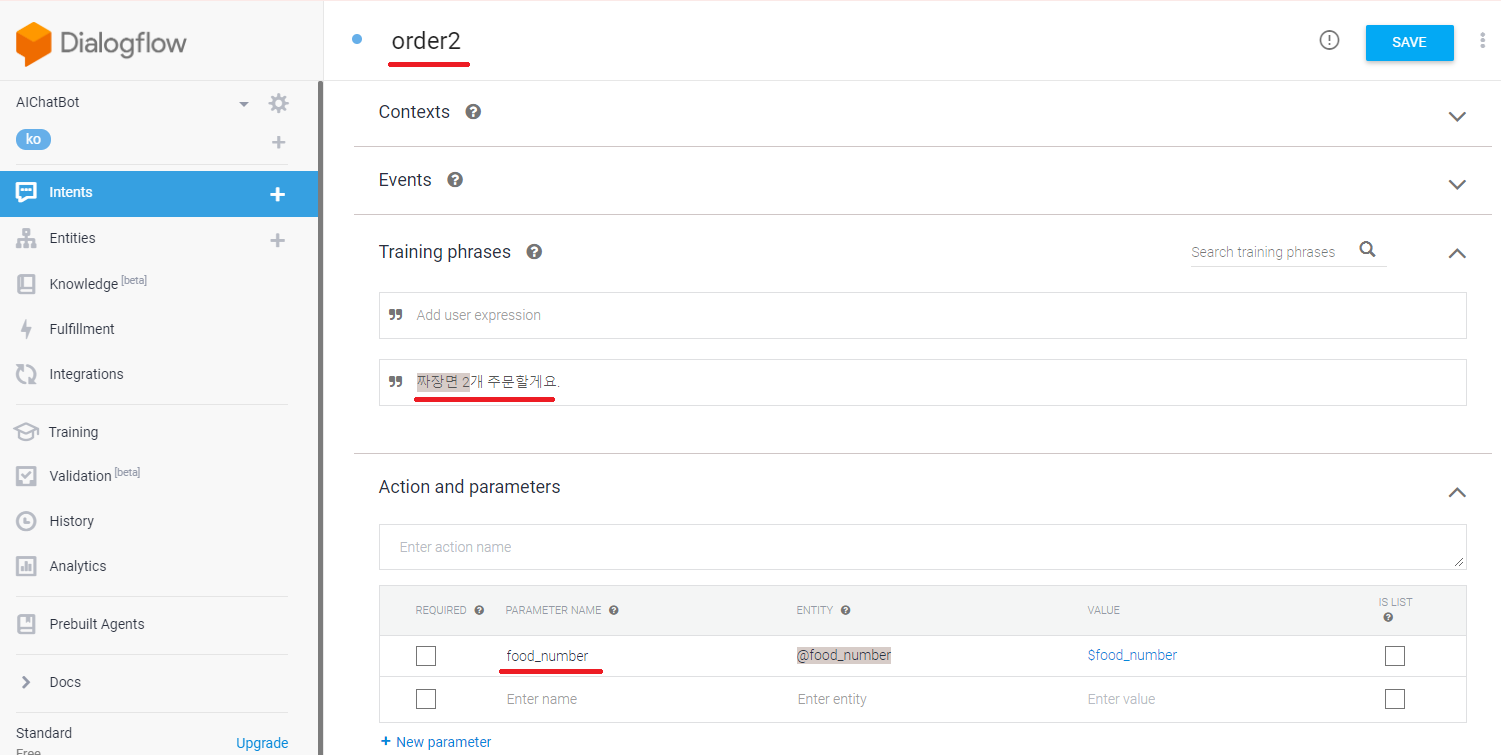 Dialogflow
order2
SAVE
AIChatBot
ko
Intents
Entities
Knowledge [beta]
Fulfillment
Integrations
Training
Validation [beta]
History
Analytics
Prebuilt Agents
Docs
Standard
Free
Upgrade
Contexts
Events
Training phrases
Search training phrases
Add user expression
짜장면 2개 주문할게요.
Action and parameters
Enter action name
REQUIRED PARAMETER NAME ENTITY VALUE IS LIST
food_number @food_number $food_number
Enter name Enter entity Enter value
+ New parameter